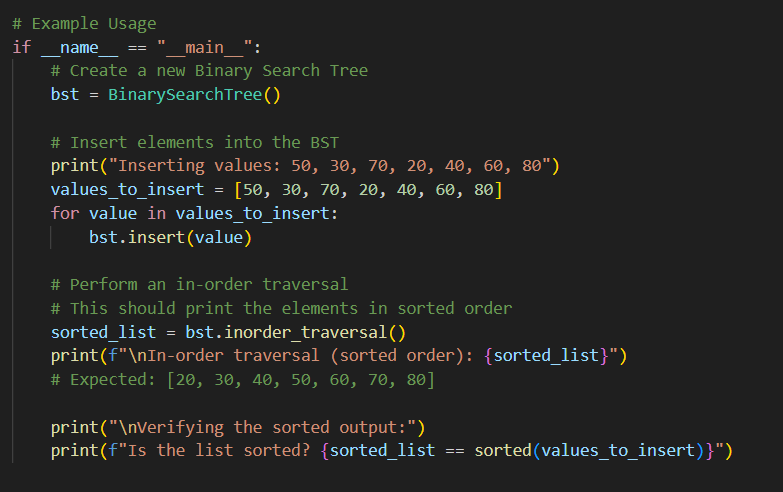 # Example Usage
if __name__ == "__main__":
    # Create a new Binary Search Tree
    bst = BinarySearchTree()

    # Insert elements into the BST
    print("Inserting values: 50, 30, 70, 20, 40, 60, 80")
    values_to_insert = [50, 30, 70, 20, 40, 60, 80]
    for value in values_to_insert:
        bst.insert(value)

    # Perform an in-order traversal
    # This should print the elements in sorted order
    sorted_list = bst.inorder_traversal()
    print(f"\nIn-order traversal (sorted order): {sorted_list}")
    # Expected: [20, 30, 40, 50, 60, 70, 80]

    print("\nVerifying the sorted output:")
    print(f"Is the list sorted? {sorted_list == sorted(values_to_insert)}")